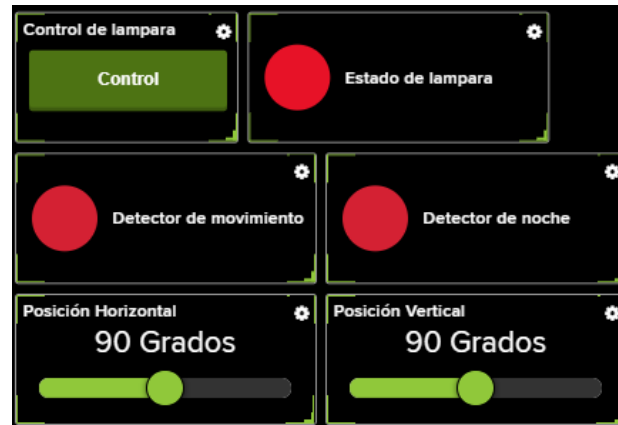 Control de lampara
Control
Estado de lampara
Detector de movimiento
Detector de noche
Posición Horizontal
90 Grados
Posición Vertical
90 Grados